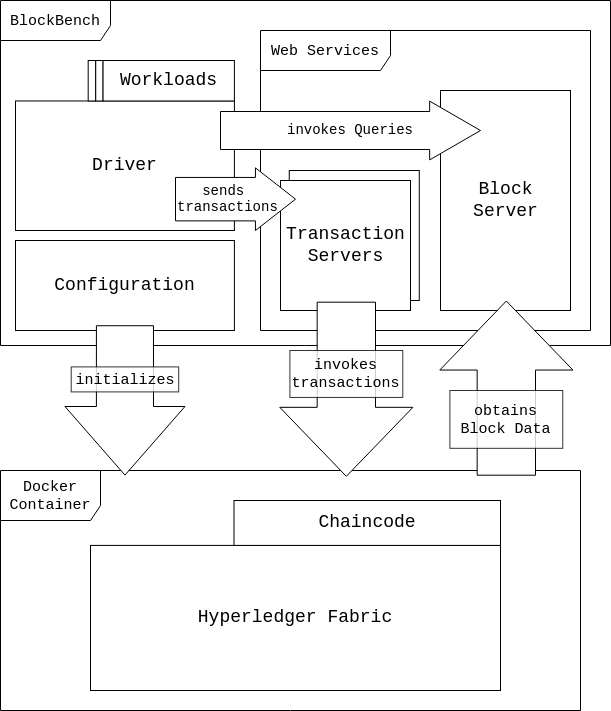 BlockBench
Web Services
Workloads
Driver
invokes Queries
sends
transactions
Block
Server
Transaction
Servers
Configuration
initializes
invokes
transactions
obtains
Block Data
Docker
Container
Chaincode
Hyperledger Fabric